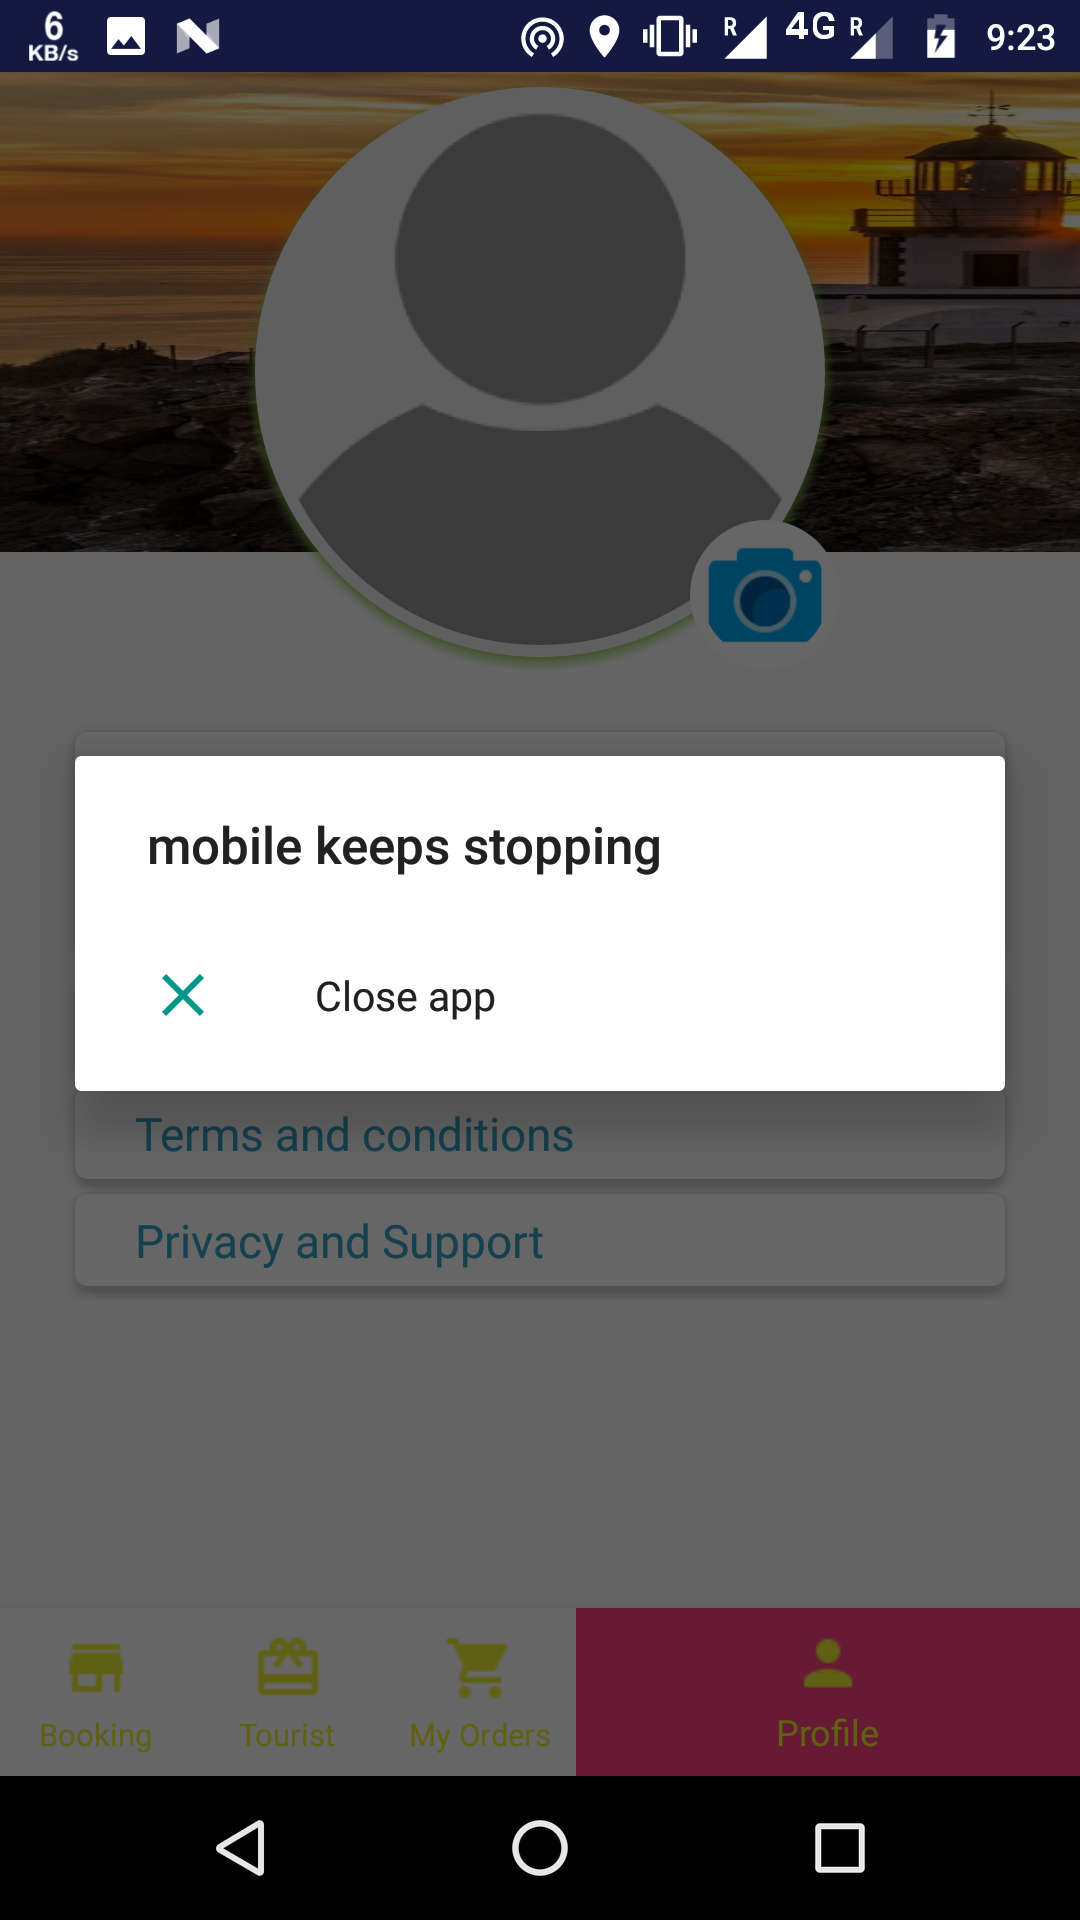 6
KB/s
R
4G
R
9:23
mobile keeps stopping
Close app
Terms and conditions
Privacy and Support
Booking
Tourist
My Orders
Profile